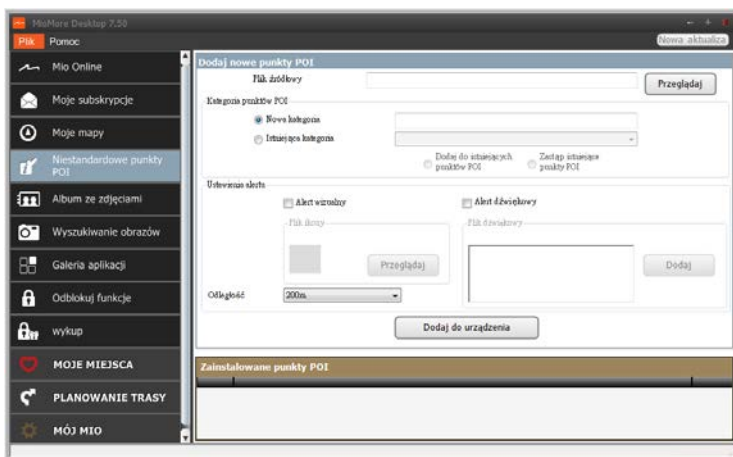 MioMore Desktop 7.50
Plik Pomoc
Nowa aktualiza
Mio Online
Moje subskrypcje
Moje mapy
Niestandardowe punkty
POI
Album ze zdjęciami
Wyszukiwanie obrazów
Galeria aplikacji
Odblokuj funkcje
wykup
MOJE MIEJSCA
PLANOWANIE TRASY
MÓJ MIO
Dodaj nowe punkty POI
Plik źródłowy
Przeglądaj
Kategoria punktów POI
Nowa kategoria
Istniejąca kategoria
Dodaj do istniejących
punktów POI
Zastąp istniejące
punkty POI
Ustawienia alertu
Alert wizualny
Alert dźwiękowy
Plik ikony
Plik dźwiękowy
Przeglądaj
Dodaj
Odległość
200m
Dodaj do urządzenia
Zainstalowane punkty POI